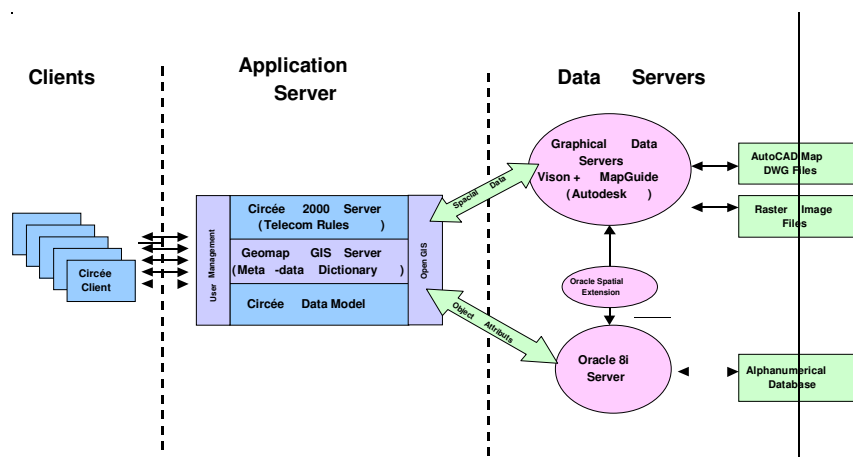 Clients
Application
Server
Data Servers
Circée
Client
User Management
Circée 2000 Server
(Telecom Rules )
Geomap GIS Server
(Meta -data Dictionary )
Circée Data Model
Open GIS
Spacial Data
Object Attributs
Graphical Data
Servers
Vison + MapGuide
(Autodesk )
Oracle Spatial
Extension
Oracle 8i
Server
AutoCAD Map
DWG Files
Raster Image
Files
Alphanumerical
Database